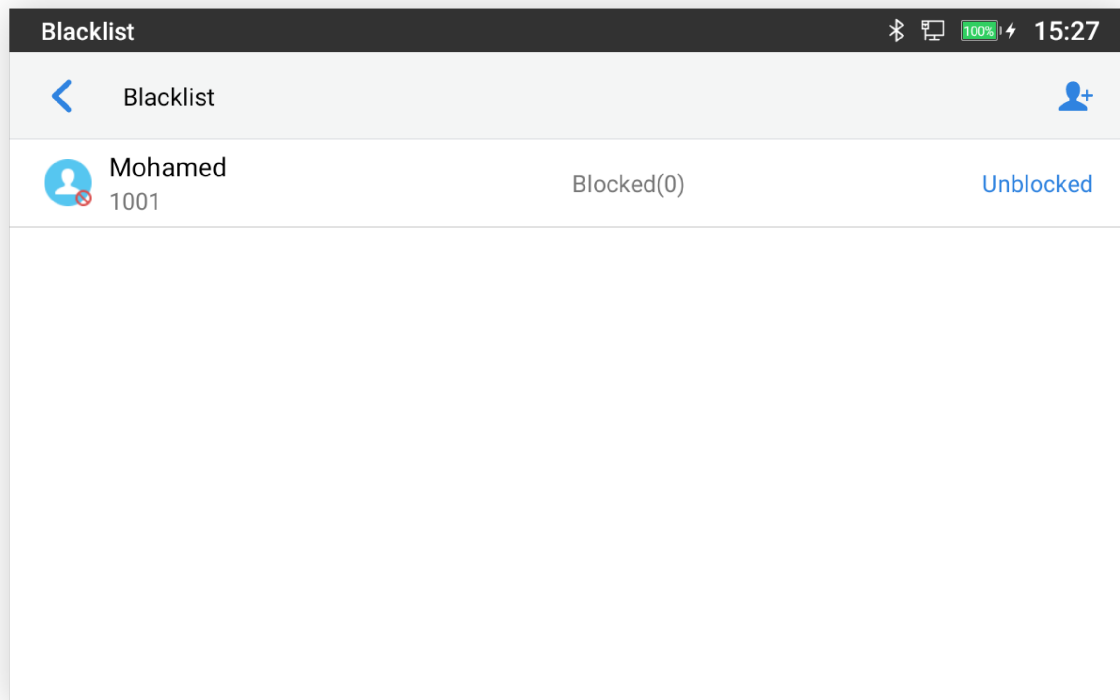 Blacklist
100%
15:27
Blacklist
Mohamed
1001
Blocked(0)
Unblocked